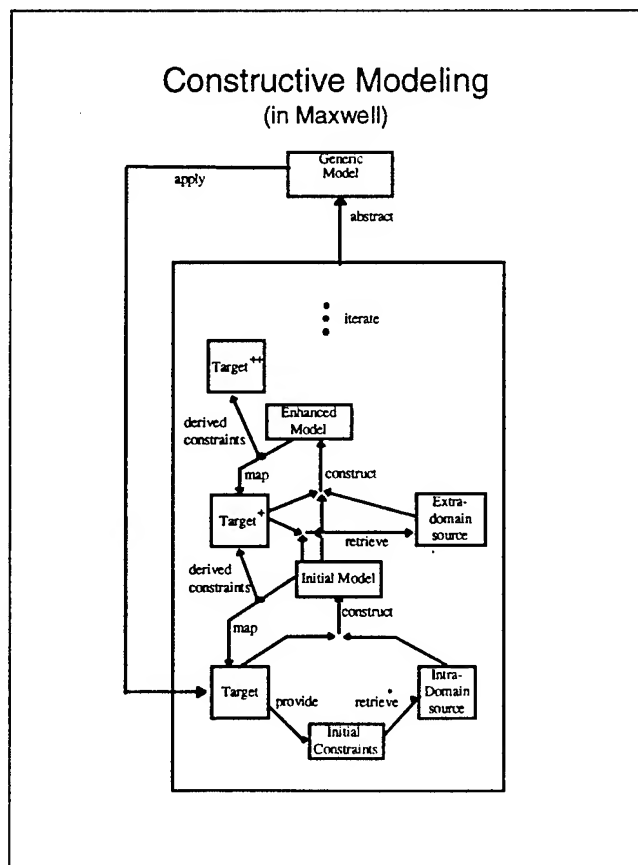 Constructive Modeling
(in Maxwell)
Generic
Model
apply
abstract
iterate
Target ++
Enhanced
Model
derived
constraints
map
construct
Target +
Extra-
domain
source
retrieve
derived
constraints
Initial Model
construct
map
Target
provide
retrieve
Intra-
Domain
source
Initial
Constraints